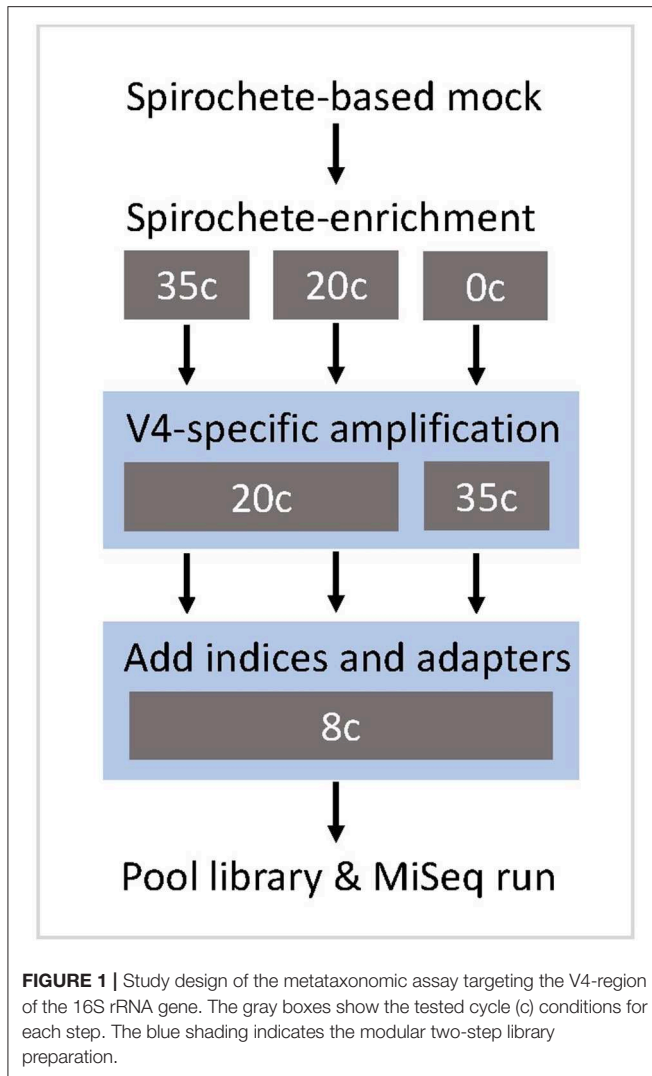 Spirochete-based mock
Spirochete-enrichment
35c 20c 0c
V4-specific amplification
20c 35c
Add indices and adapters
8c
Pool library & MiSeq run
FIGURE 1 | Study design of the metataxonomic assay targeting the V4-region
of the 16S rRNA gene. The gray boxes show the tested cycle (c) conditions for
each step. The blue shading indicates the modular two-step library
preparation.